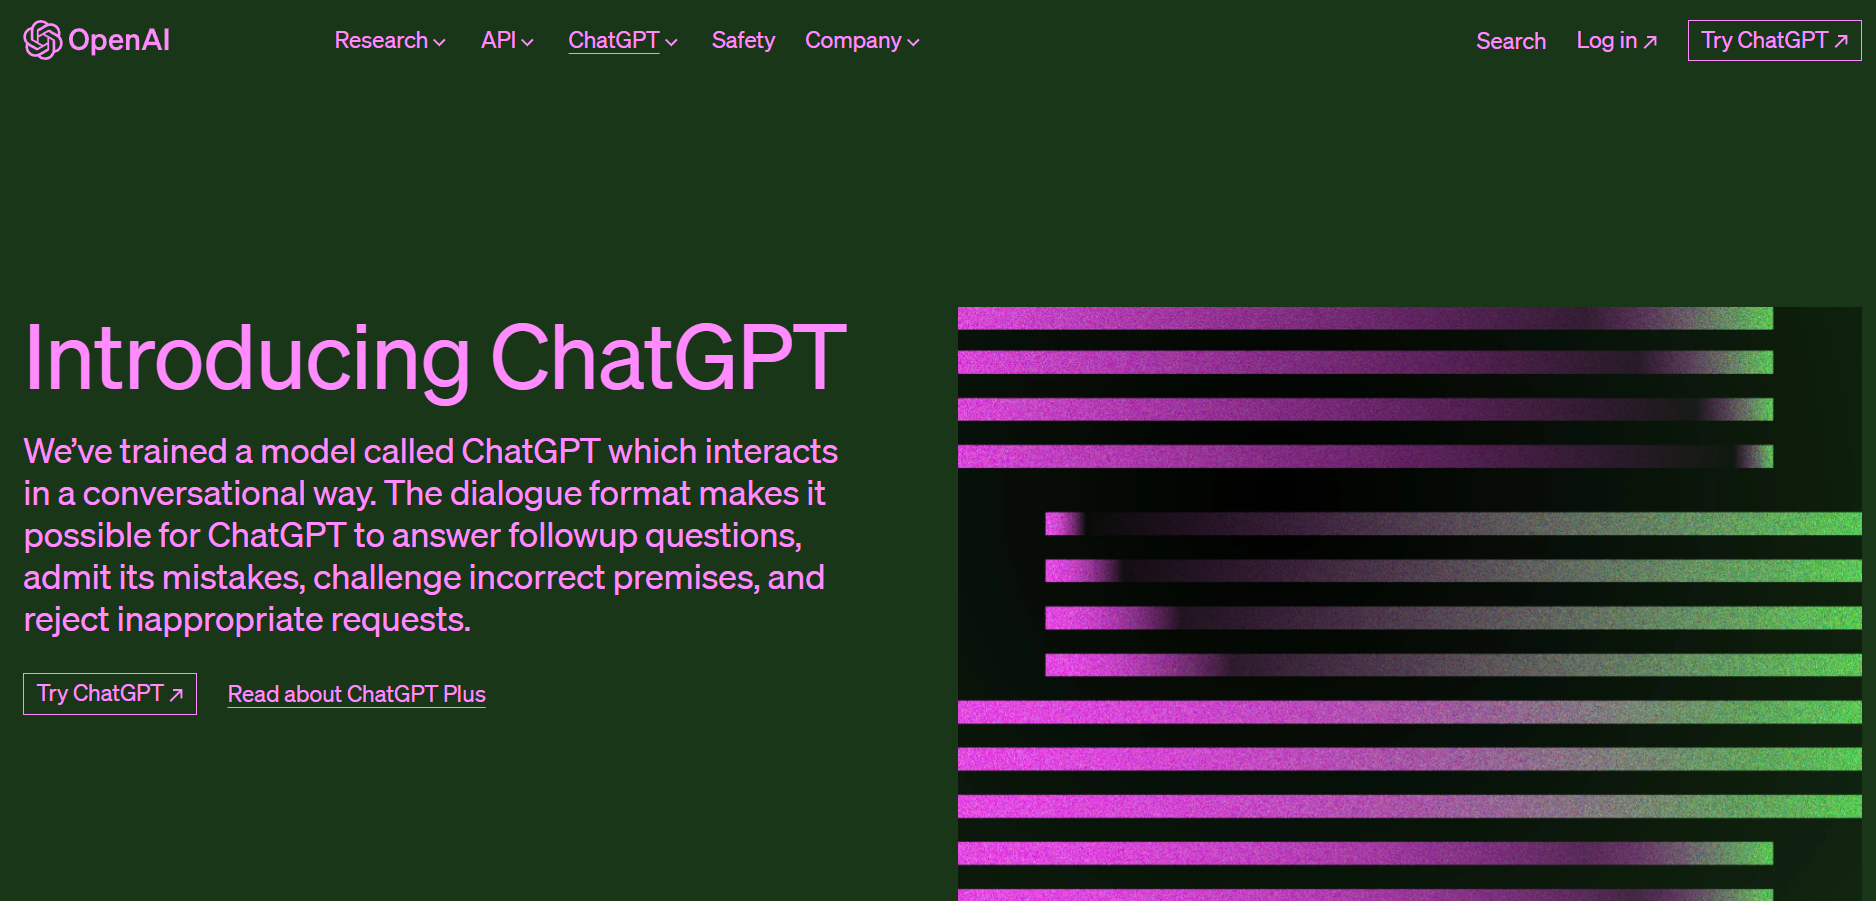 OpenAI
Research
API
ChatGPT
Safety
Company
Search
Log in
Try ChatGPT
Introducing ChatGPT
We’ve trained a model called ChatGPT which interacts
in a conversational way. The dialogue format makes it
possible for ChatGPT to answer followup questions,
admit its mistakes, challenge incorrect premises, and
reject inappropriate requests.
Try ChatGPT
Read about ChatGPT Plus